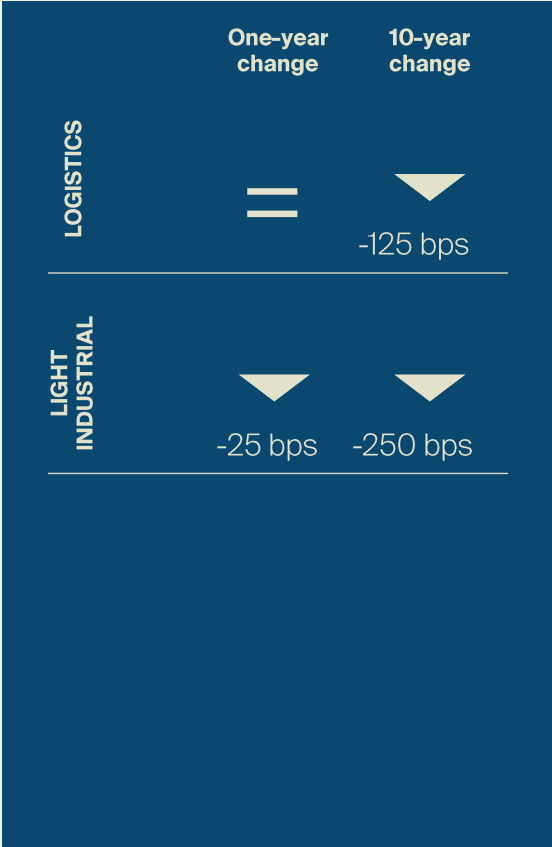 One-year
change
10-year
change
LOGISTICS
=
-125 bps
LIGHT
INDUSTRIAL
-25 bps
-250 bps